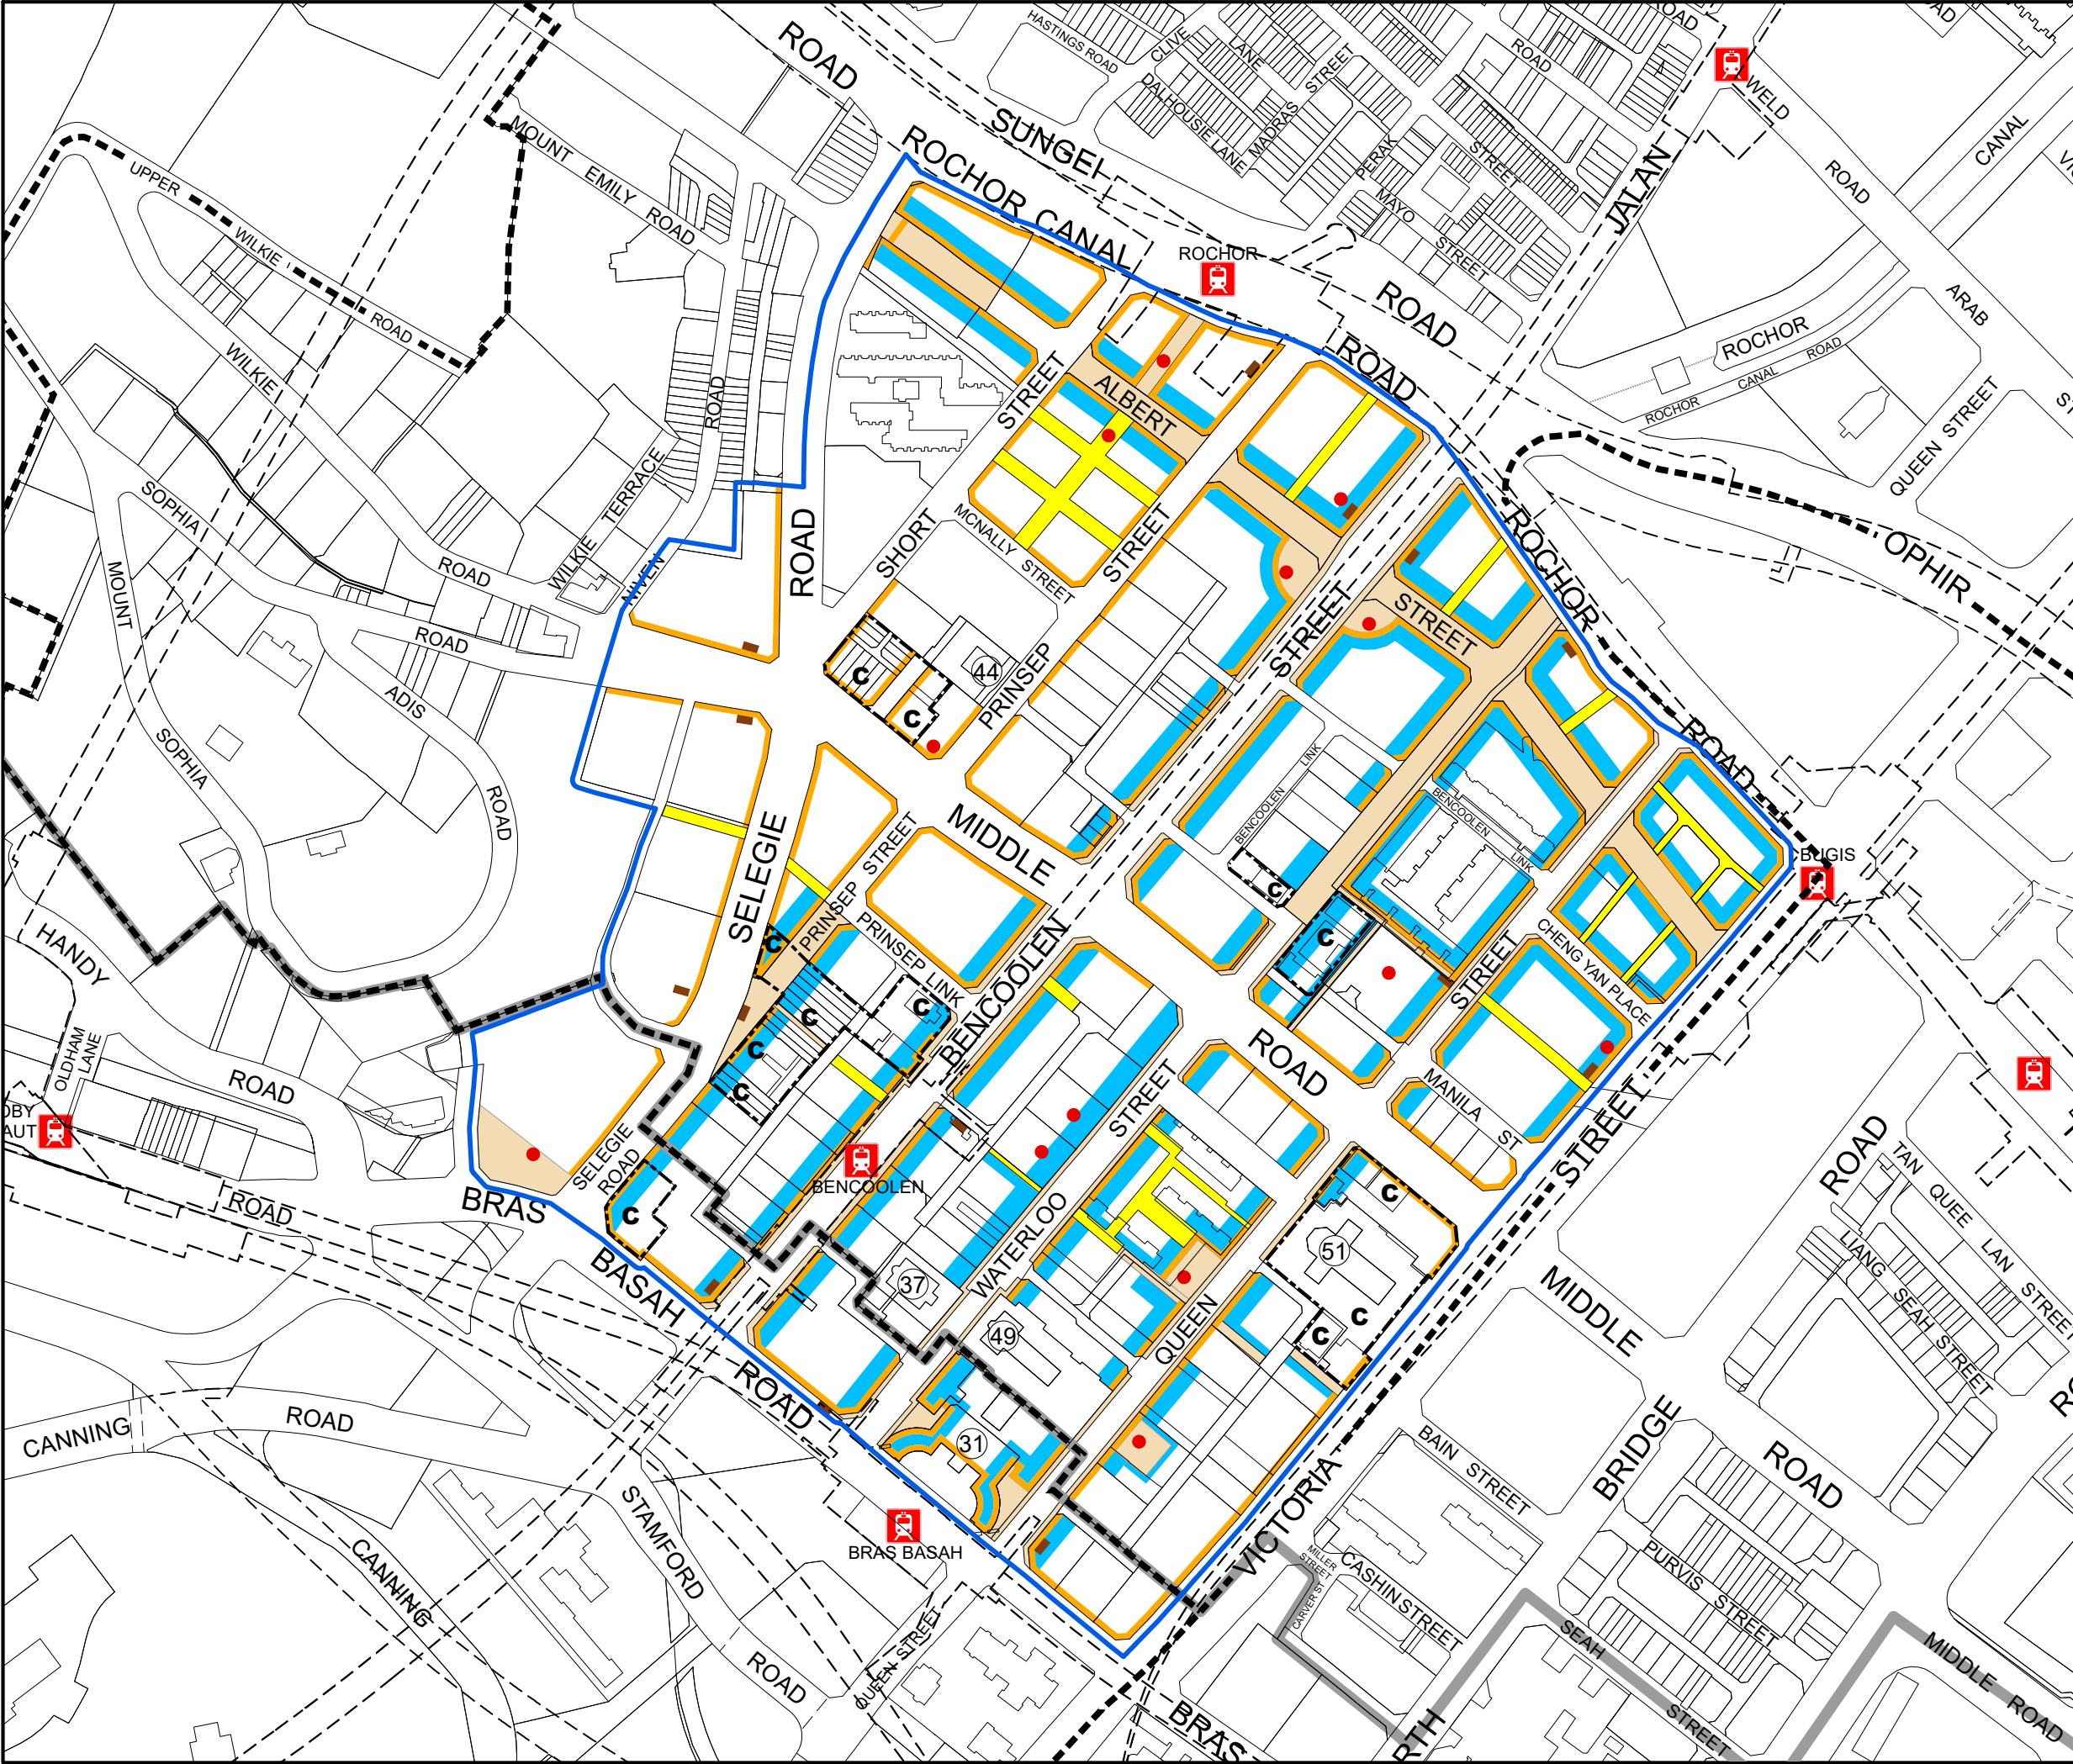 ROAD
HASTINGS ROAD
CLIVE
LANE
STREET
ROAD
ROAD
DALHOUSIE LANE
MADRAS
SUNGEI
WELD
ROAD
CANAL
ROCHOR CANAL
ROAD
PERAK
STREET
MAYO
STREET
JALAN
MOUNT
EMILY
ROAD
UPPER
WILKIE
ROAD
ROCHOR
ROAD
ARAB
ROCHOR
ROAD
CANAL
ROCHOR
QUEEN STREET
WILKIE
ROAD
STREET
ALBERT
ROAD
OPHIR
SOPHIA
ROAD
WILKIE TERRACE
NIVEN
ROAD
SHORT
MCNALLY
STREET
STREET
ROCHOR
ROAD
MOUNT
SOPHIA
ROAD
ADIS
ROAD
STREET
STREET
PRINSEP
44
C
C
BENCOOLEN
LINK
BENCOOLEN
LINK
BUGIS
SELEGIE
MIDDLE
PRINSEP
STREET
PRINSEP LINK
BENCOOLEN
C
C
C
C
C
C
C
CHENG YAN PLACE
STREET
HANDY
ROAD
OLDHAM
LANE
OBY
AUT
ROAD
MANILA
ST
STREET
STREET
SELEGIE
ROAD
BENCOOLEN
BRAS
BASAH
ROAD
C
WATERLOO
37
49
31
51
C
C
C
QUEEN
ROAD
TAN
QUEE
LAN
STREET
LIANG
SEAH
STREET
MIDDLE
ROAD
ROAD
CANNING
ROAD
STAMFORD
ROAD
CANNING
BRAS BASAH
QUEEN STREET
VICTORIA
BAIN
STREET
BRIDGE
MILLER
STREET
CARVER ST
CASHIN STREET
PURVIS
STREET
SEAH
STREET
MIDDLE
ROAD
BRAS
RTH